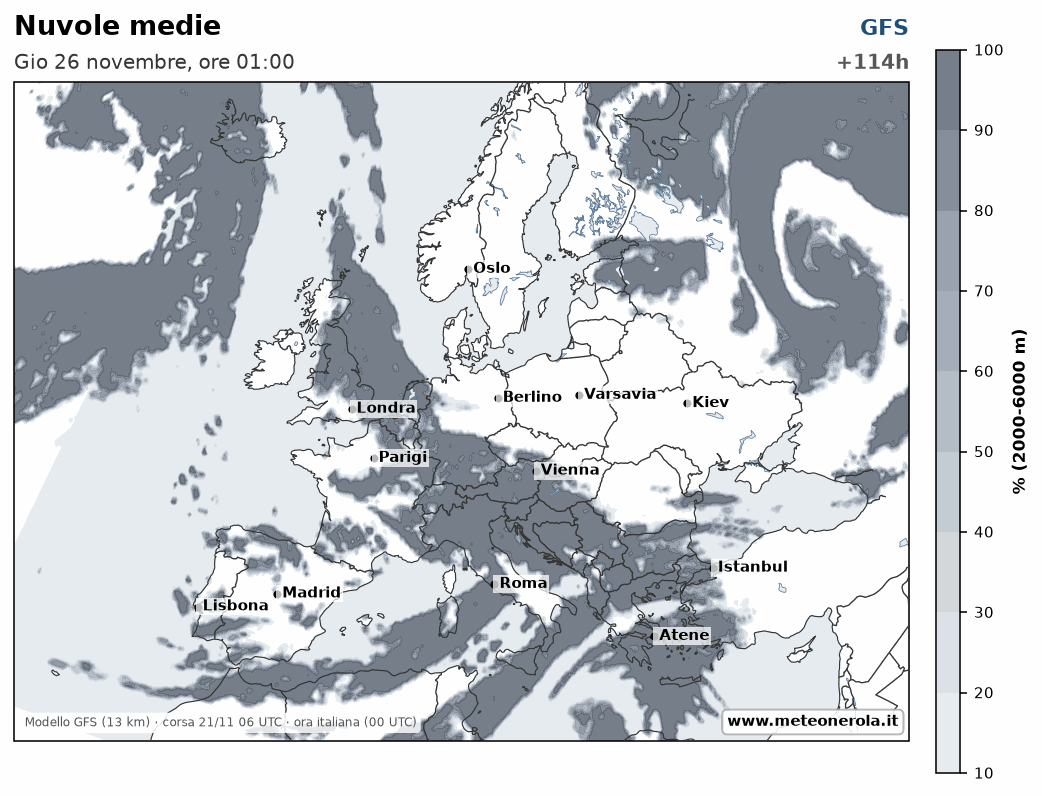 Nuvole medie
GFS
Gio 26 novembre, ore 01:00
+114h
100
90
80
70
60
50
40
30
20
10
% (2000-6000 m)
Oslo
Londra
Berlino
Varsavia
Kiev
Parigi
Vienna
Istanbul
Roma
Madrid
Lisbona
Atene
Modello GFS (13 km) · corsa 21/11 06 UTC · ora italiana (00 UTC)
www.meteonerola.it